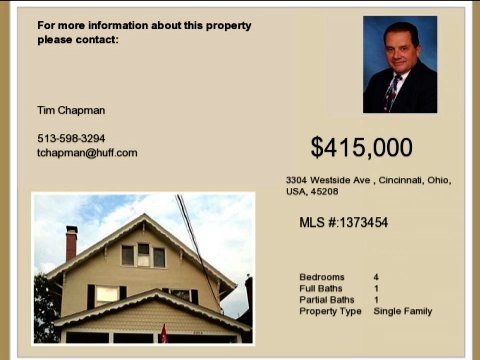 For more information about this property
please contact:
Tim Chapman
513-598-3294
tchapman@huff.com
$415,000
3304 Westside Ave , Cincinnati, Ohio,
USA, 45208
MLS #:1373454
Bedrooms 4
Full Baths 1
Partial Baths 1
Property Type Single Family